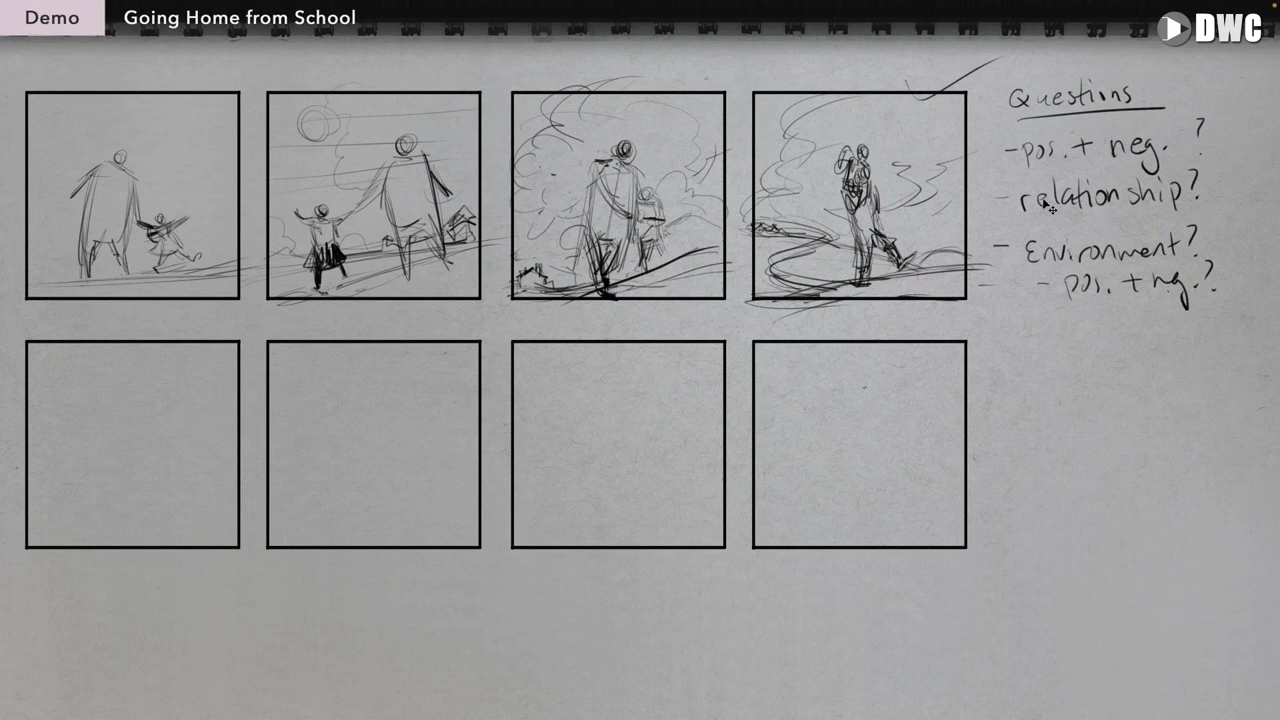 Demo
Going Home from School
DWC
Questions
-pos. + neg. ?
- relationship?
- Environment?
- pos. + ng.?